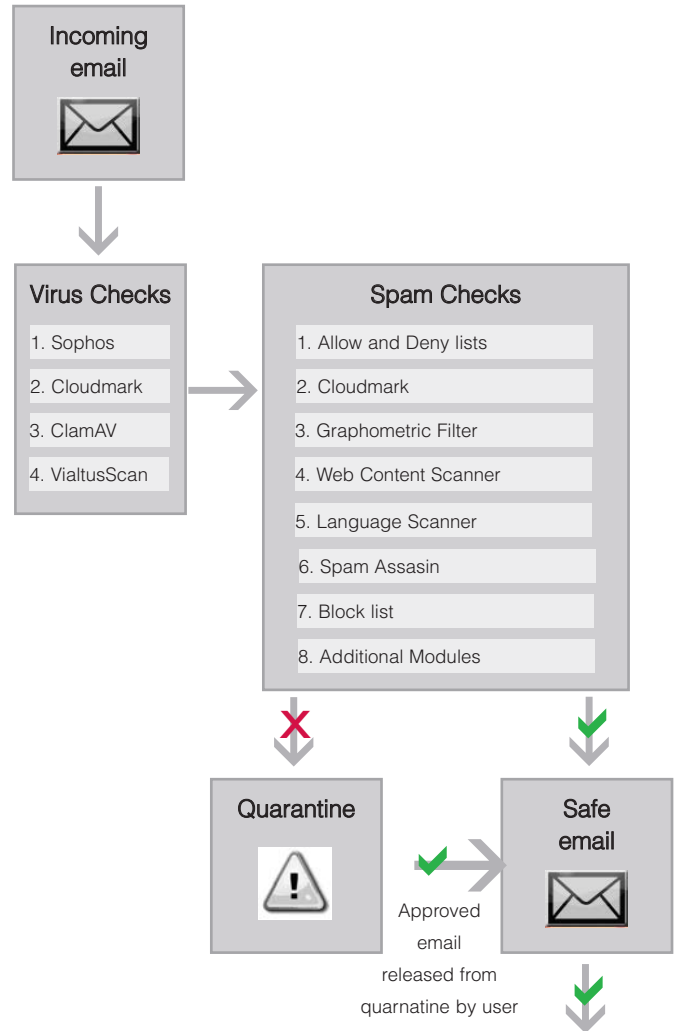 Incoming
email
Virus Checks
1. Sophos
2. Cloudmark
3. ClamAV
4. VialtusScan
Spam Checks
1. Allow and Deny lists
2. Cloudmark
3. Graphometric Filter
4. Web Content Scanner
5. Language Scanner
6. Spam Assasin
7. Block list
8. Additional Modules
Quarantine
Approved
email
released from
quarnatine by user
Safe
email